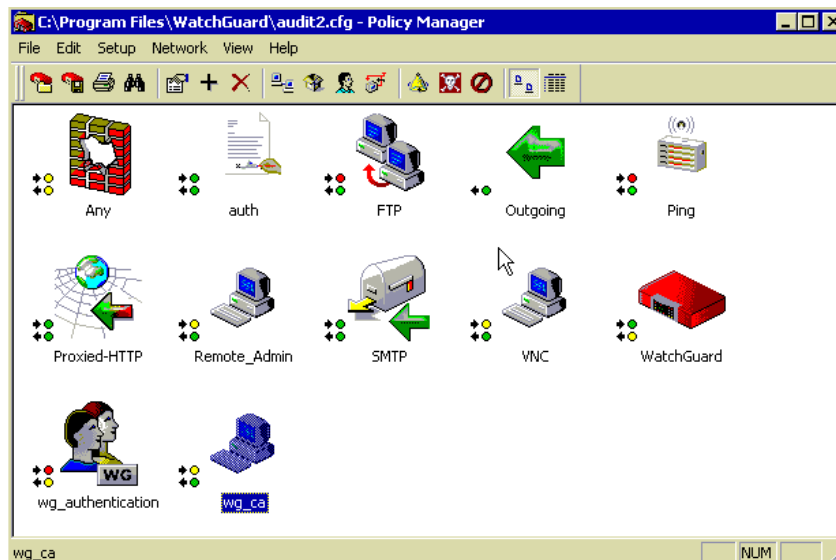 C:\Program Files\WatchGuard\audit2.cfg - Policy Manager
File Edit Setup Network View Help
Any auth FTP Outgoing Ping
Proxied-HTTP Remote_Admin SMTP VNC WatchGuard
WG
wg_authentication wg_ca
wg_ca NUM